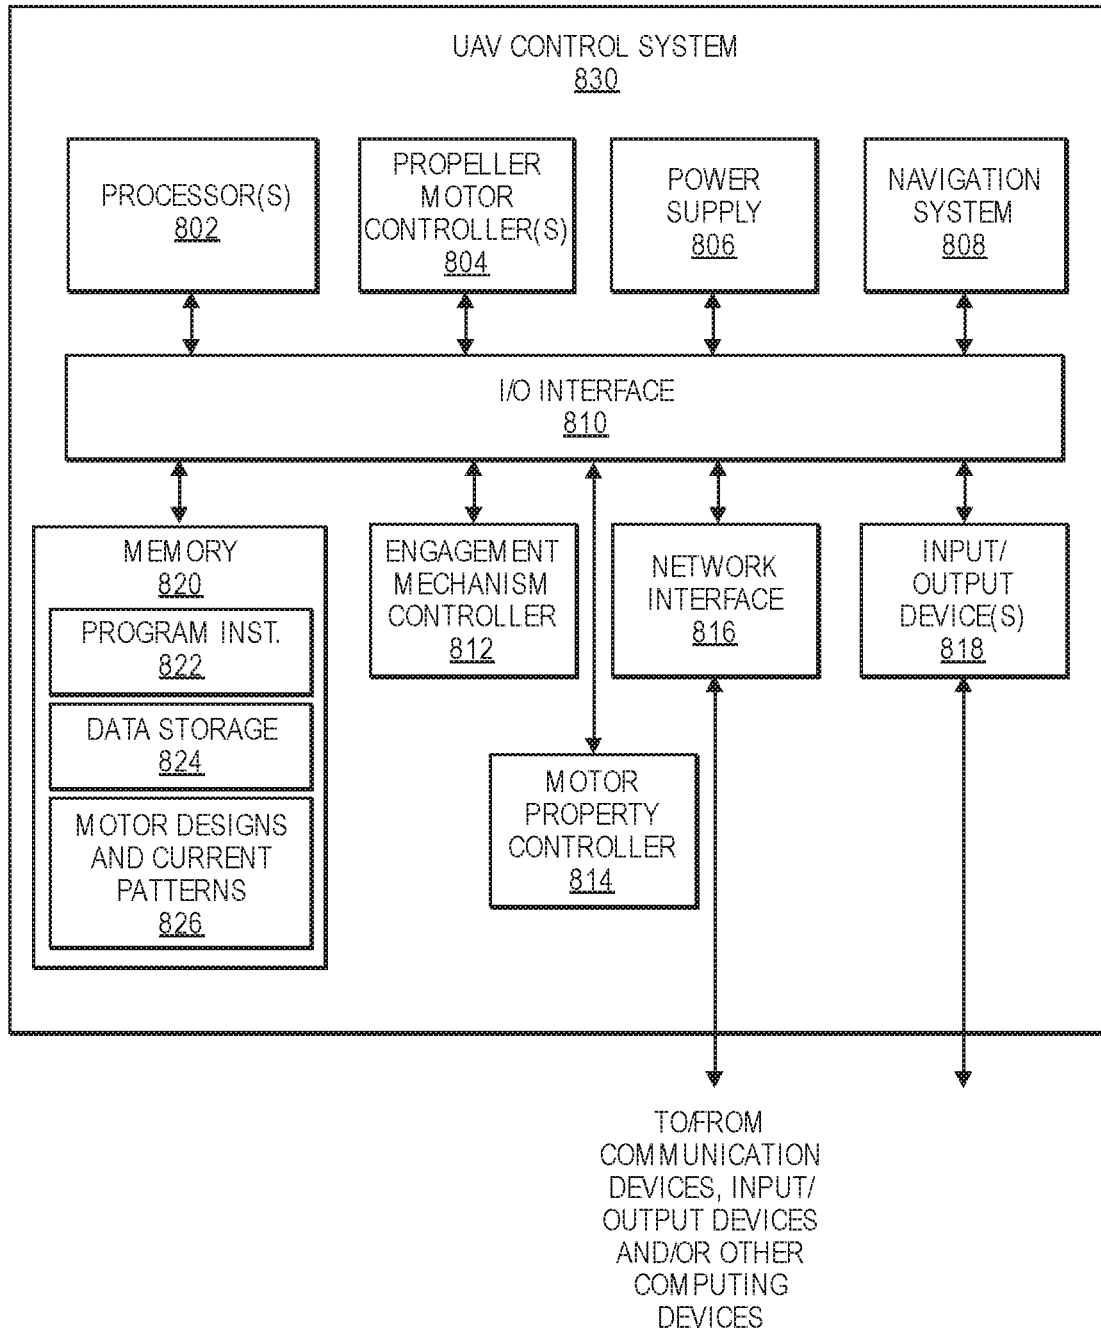 UAV CONTROL SYSTEM
830
PROCESSOR(S)
802
PROPELLER
MOTOR
CONTROLLER(S)
804
POWER
SUPPLY
806
NAVIGATION
SYSTEM
808
I/O INTERFACE
810
MEMORY
820
PROGRAM INST.
822
DATA STORAGE
824
MOTOR DESIGNS
AND CURRENT
PATTERNS
826
ENGAGEMENT
MECHANISM
CONTROLLER
812
MOTOR
PROPERTY
CONTROLLER
814
NETWORK
INTERFACE
816
INPUT/
OUTPUT
DEVICE(S)
818
TO/FROM
COMMUNICATION
DEVICES, INPUT/
OUTPUT DEVICES
AND/OR OTHER
COMPUTING
DEVICES